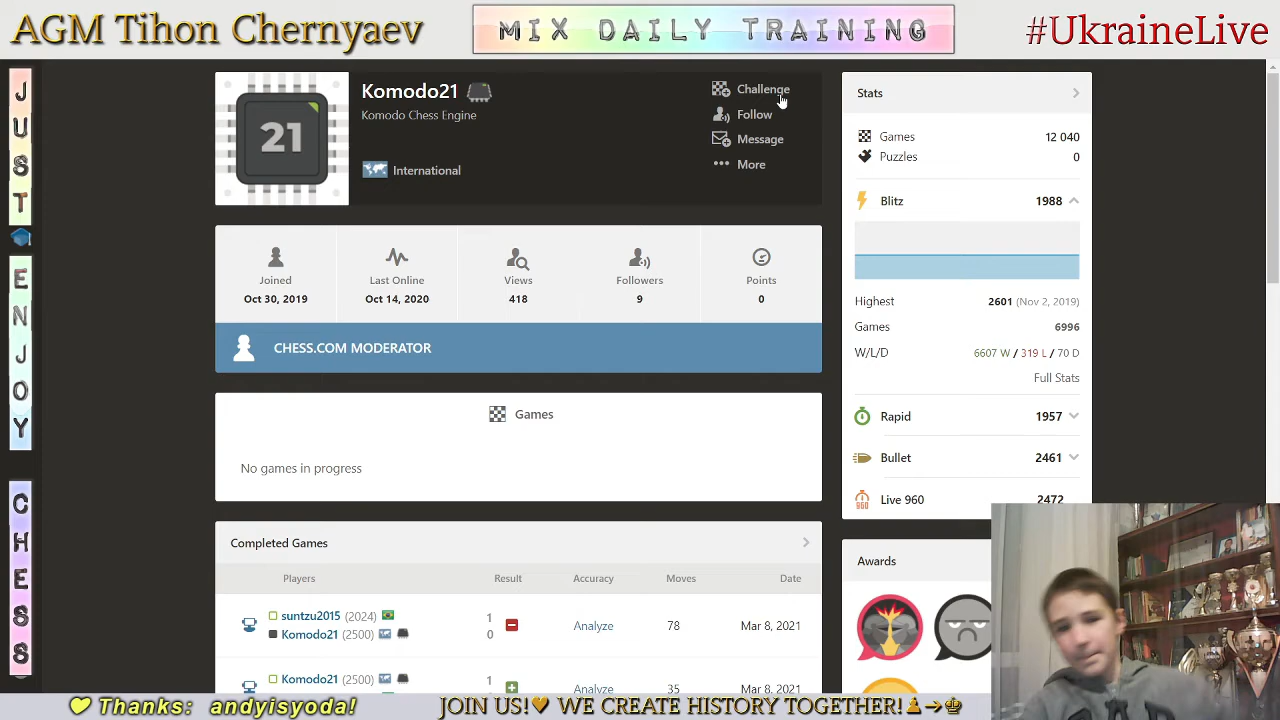 AGM Tihon Chernyaev
MIX DAILY TRAINING
#UkraineLive
JUST
ENJOY
CHESS
21
Komodo21
Komodo Chess Engine
International
Challenge
Follow
Message
More
Joined
Oct 30, 2019
Last Online
Oct 14, 2020
Views
418
Followers
9
Points
0
CHESS.COM MODERATOR
Games
No games in progress
Completed Games
Players Result Accuracy Moves Date
suntzu2015 (2024) 1
Komodo21 (2500) 0
Analyze 78 Mar 8, 2021
Komodo21 (2500) 1
Analyze 35 Mar 8, 2021
Stats
Games 12 040
Puzzles 0
Blitz 1988
Highest 2601 (Nov 2, 2019)
Games 6996
W/L/D 6607 W / 319 L / 70 D
Full Stats
Rapid 1957
Bullet 2461
960
Live 960 2472
Awards
Thanks: andyisyoda!
JOIN US! WE CREATE HISTORY TOGETHER!